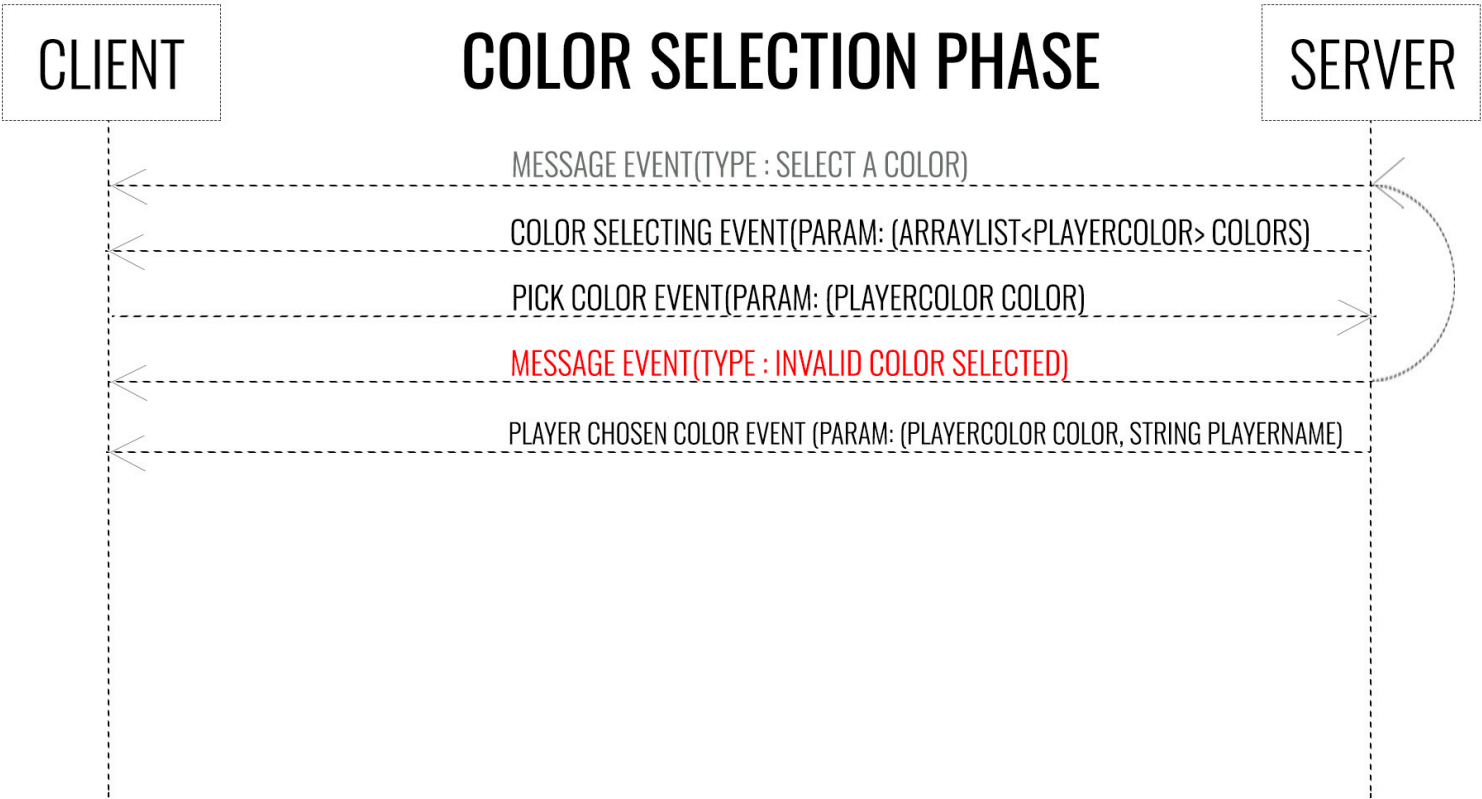 CLIENT
COLOR SELECTION PHASE
SERVER
MESSAGE EVENT(TYPE : SELECT A COLOR)
COLOR SELECTING EVENT(PARAM: (ARRAYLIST<PLAYERCOLOR> COLORS)
PICK COLOR EVENT(PARAM: (PLAYERCOLOR COLOR)
MESSAGE EVENT(TYPE : INVALID COLOR SELECTED)
PLAYER CHOSEN COLOR EVENT (PARAM: (PLAYERCOLOR COLOR, STRING PLAYERNAME)